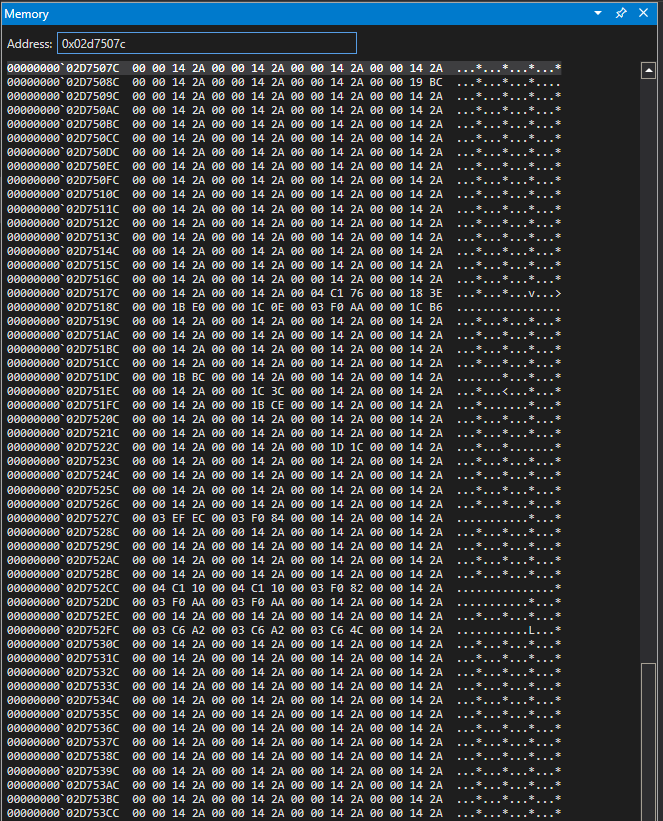 Memory
Address: 0x02d7507c
00000000`02D7507C 00 00 14 2A 00 00 14 2A 00 00 14 2A 00 00 14 2A ...*...*...*...*
00000000`02D7508C 00 00 14 2A 00 00 14 2A 00 00 14 2A 00 00 19 BC ...*...*...*....
00000000`02D7509C 00 00 14 2A 00 00 14 2A 00 00 14 2A 00 00 14 2A ...*...*...*...*
00000000`02D750AC 00 00 14 2A 00 00 14 2A 00 00 14 2A 00 00 14 2A ...*...*...*...*
00000000`02D750BC 00 00 14 2A 00 00 14 2A 00 00 14 2A 00 00 14 2A ...*...*...*...*
00000000`02D750CC 00 00 14 2A 00 00 14 2A 00 00 14 2A 00 00 14 2A ...*...*...*...*
00000000`02D750DC 00 00 14 2A 00 00 14 2A 00 00 14 2A 00 00 14 2A ...*...*...*...*
00000000`02D750EC 00 00 14 2A 00 00 14 2A 00 00 14 2A 00 00 14 2A ...*...*...*...*
00000000`02D750FC 00 00 14 2A 00 00 14 2A 00 00 14 2A 00 00 14 2A ...*...*...*...*
00000000`02D7510C 00 00 14 2A 00 00 14 2A 00 00 14 2A 00 00 14 2A ...*...*...*...*
00000000`02D7511C 00 00 14 2A 00 00 14 2A 00 00 14 2A 00 00 14 2A ...*...*...*...*
00000000`02D7512C 00 00 14 2A 00 00 14 2A 00 00 14 2A 00 00 14 2A ...*...*...*...*
00000000`02D7513C 00 00 14 2A 00 00 14 2A 00 00 14 2A 00 00 14 2A ...*...*...*...*
00000000`02D7514C 00 00 14 2A 00 00 14 2A 00 00 14 2A 00 00 14 2A ...*...*...*...*
00000000`02D7515C 00 00 14 2A 00 00 14 2A 00 00 14 2A 00 00 14 2A ...*...*...*...*
00000000`02D7516C 00 00 14 2A 00 00 14 2A 00 00 14 2A 00 00 14 2A ...*...*...*...*
00000000`02D7517C 00 00 14 2A 00 00 14 2A 00 04 C1 76 00 00 18 3E ...*...*...v...>
00000000`02D7518C 00 00 1B E0 00 00 1C 0E 00 03 F0 AA 00 00 1C B6 ................
00000000`02D7519C 00 00 14 2A 00 00 14 2A 00 00 14 2A 00 00 14 2A ...*...*...*...*
00000000`02D751AC 00 00 14 2A 00 00 14 2A 00 00 14 2A 00 00 14 2A ...*...*...*...*
00000000`02D751BC 00 00 14 2A 00 00 14 2A 00 00 14 2A 00 00 14 2A ...*...*...*...*
00000000`02D751CC 00 00 14 2A 00 00 14 2A 00 00 14 2A 00 00 14 2A ...*...*...*...*
00000000`02D751DC 00 00 1B BC 00 00 14 2A 00 00 14 2A 00 00 14 2A .......*...*...*
00000000`02D751EC 00 00 14 2A 00 00 1C 3C 00 00 14 2A 00 00 14 2A ...*...<...*...*
00000000`02D751FC 00 00 14 2A 00 00 1B CE 00 00 14 2A 00 00 14 2A ...*.......*...*
00000000`02D7520C 00 00 14 2A 00 00 14 2A 00 00 14 2A 00 00 14 2A ...*...*...*...*
00000000`02D7521C 00 00 14 2A 00 00 14 2A 00 00 14 2A 00 00 14 2A ...*...*...*...*
00000000`02D7522C 00 00 14 2A 00 00 14 2A 00 00 1D 1C 00 00 14 2A ...*...*.......*
00000000`02D7523C 00 00 14 2A 00 00 14 2A 00 00 14 2A 00 00 14 2A ...*...*...*...*
00000000`02D7524C 00 00 14 2A 00 00 14 2A 00 00 14 2A 00 00 14 2A ...*...*...*...*
00000000`02D7525C 00 00 14 2A 00 00 14 2A 00 00 14 2A 00 00 14 2A ...*...*...*...*
00000000`02D7526C 00 00 14 2A 00 00 14 2A 00 00 14 2A 00 00 14 2A ...*...*...*...*
00000000`02D7527C 00 03 EF EC 00 03 F0 84 00 00 14 2A 00 00 14 2A ...........*...*
00000000`02D7528C 00 00 14 2A 00 00 14 2A 00 00 14 2A 00 00 14 2A ...*...*...*...*
00000000`02D7529C 00 00 14 2A 00 00 14 2A 00 00 14 2A 00 00 14 2A ...*...*...*...*
00000000`02D752AC 00 00 14 2A 00 00 14 2A 00 00 14 2A 00 00 14 2A ...*...*...*...*
00000000`02D752BC 00 00 14 2A 00 00 14 2A 00 00 14 2A 00 00 14 2A ...*...*...*...*
00000000`02D752CC 00 04 C1 10 00 04 C1 10 00 03 F0 82 00 00 14 2A ...............*
00000000`02D752DC 00 03 F0 AA 00 03 F0 AA 00 00 14 2A 00 00 14 2A ...........*...*
00000000`02D752EC 00 00 14 2A 00 00 14 2A 00 00 14 2A 00 00 14 2A ...*...*...*...*
00000000`02D752FC 00 03 C6 A2 00 03 C6 A2 00 03 C6 4C 00 00 14 2A ...........L...*
00000000`02D7530C 00 00 14 2A 00 00 14 2A 00 00 14 2A 00 00 14 2A ...*...*...*...*
00000000`02D7531C 00 00 14 2A 00 00 14 2A 00 00 14 2A 00 00 14 2A ...*...*...*...*
00000000`02D7532C 00 00 14 2A 00 00 14 2A 00 00 14 2A 00 00 14 2A ...*...*...*...*
00000000`02D7533C 00 00 14 2A 00 00 14 2A 00 00 14 2A 00 00 14 2A ...*...*...*...*
00000000`02D7534C 00 00 14 2A 00 00 14 2A 00 00 14 2A 00 00 14 2A ...*...*...*...*
00000000`02D7535C 00 00 14 2A 00 00 14 2A 00 00 14 2A 00 00 14 2A ...*...*...*...*
00000000`02D7536C 00 00 14 2A 00 00 14 2A 00 00 14 2A 00 00 14 2A ...*...*...*...*
00000000`02D7537C 00 00 14 2A 00 00 14 2A 00 00 14 2A 00 00 14 2A ...*...*...*...*
00000000`02D7538C 00 00 14 2A 00 00 14 2A 00 00 14 2A 00 00 14 2A ...*...*...*...*
00000000`02D7539C 00 00 14 2A 00 00 14 2A 00 00 14 2A 00 00 14 2A ...*...*...*...*
00000000`02D753AC 00 00 14 2A 00 00 14 2A 00 00 14 2A 00 00 14 2A ...*...*...*...*
00000000`02D753BC 00 00 14 2A 00 00 14 2A 00 00 14 2A 00 00 14 2A ...*...*...*...*
00000000`02D753CC 00 00 14 2A 00 00 14 2A 00 00 14 2A 00 00 14 2A ...*...*...*...*